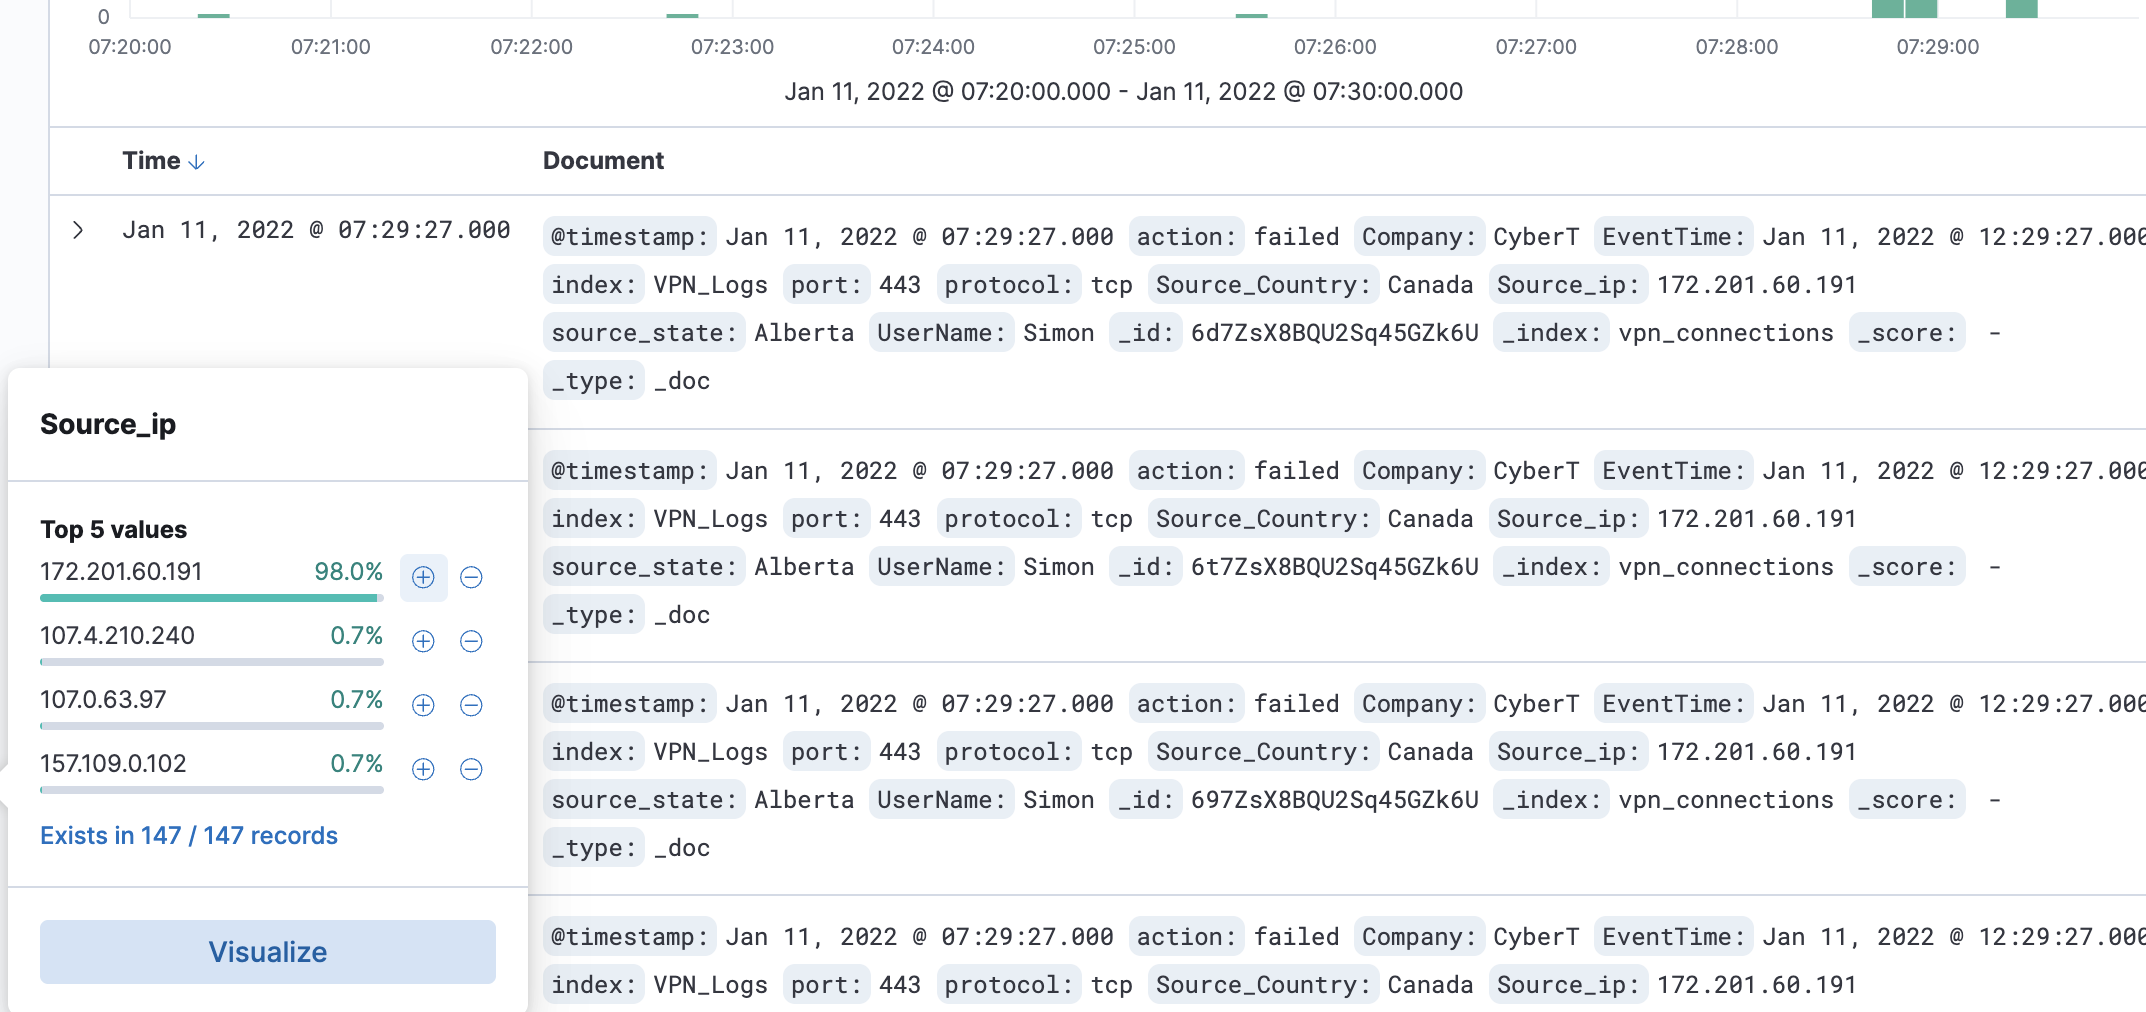 0
07:20:00 07:21:00 07:22:00 07:23:00 07:24:00 07:25:00 07:26:00 07:27:00 07:28:00 07:29:00
Jan 11, 2022 @ 07:20:00.000 - Jan 11, 2022 @ 07:30:00.000
Time Document
Jan 11, 2022 @ 07:29:27.000
@timestamp: Jan 11, 2022 @ 07:29:27.000 action: failed Company: CyberT EventTime: Jan 11, 2022 @ 12:29:27.000
index: VPN_Logs port: 443 protocol: tcp Source_Country: Canada Source_ip: 172.201.60.191
source_state: Alberta UserName: Simon _id: 6d7ZsX8BQU2Sq45GZk6U _index: vpn_connections _score: -
_type: _doc
@timestamp: Jan 11, 2022 @ 07:29:27.000 action: failed Company: CyberT EventTime: Jan 11, 2022 @ 12:29:27.000
index: VPN_Logs port: 443 protocol: tcp Source_Country: Canada Source_ip: 172.201.60.191
source_state: Alberta UserName: Simon _id: 6t7ZsX8BQU2Sq45GZk6U _index: vpn_connections _score: -
_type: _doc
@timestamp: Jan 11, 2022 @ 07:29:27.000 action: failed Company: CyberT EventTime: Jan 11, 2022 @ 12:29:27.000
index: VPN_Logs port: 443 protocol: tcp Source_Country: Canada Source_ip: 172.201.60.191
source_state: Alberta UserName: Simon _id: 697ZsX8BQU2Sq45GZk6U _index: vpn_connections _score: -
_type: _doc
@timestamp: Jan 11, 2022 @ 07:29:27.000 action: failed Company: CyberT EventTime: Jan 11, 2022 @ 12:29:27.000
index: VPN_Logs port: 443 protocol: tcp Source_Country: Canada Source_ip: 172.201.60.191
Source_ip
Top 5 values
172.201.60.191 98.0%
107.4.210.240 0.7%
107.0.63.97 0.7%
157.109.0.102 0.7%
Exists in 147 / 147 records
Visualize